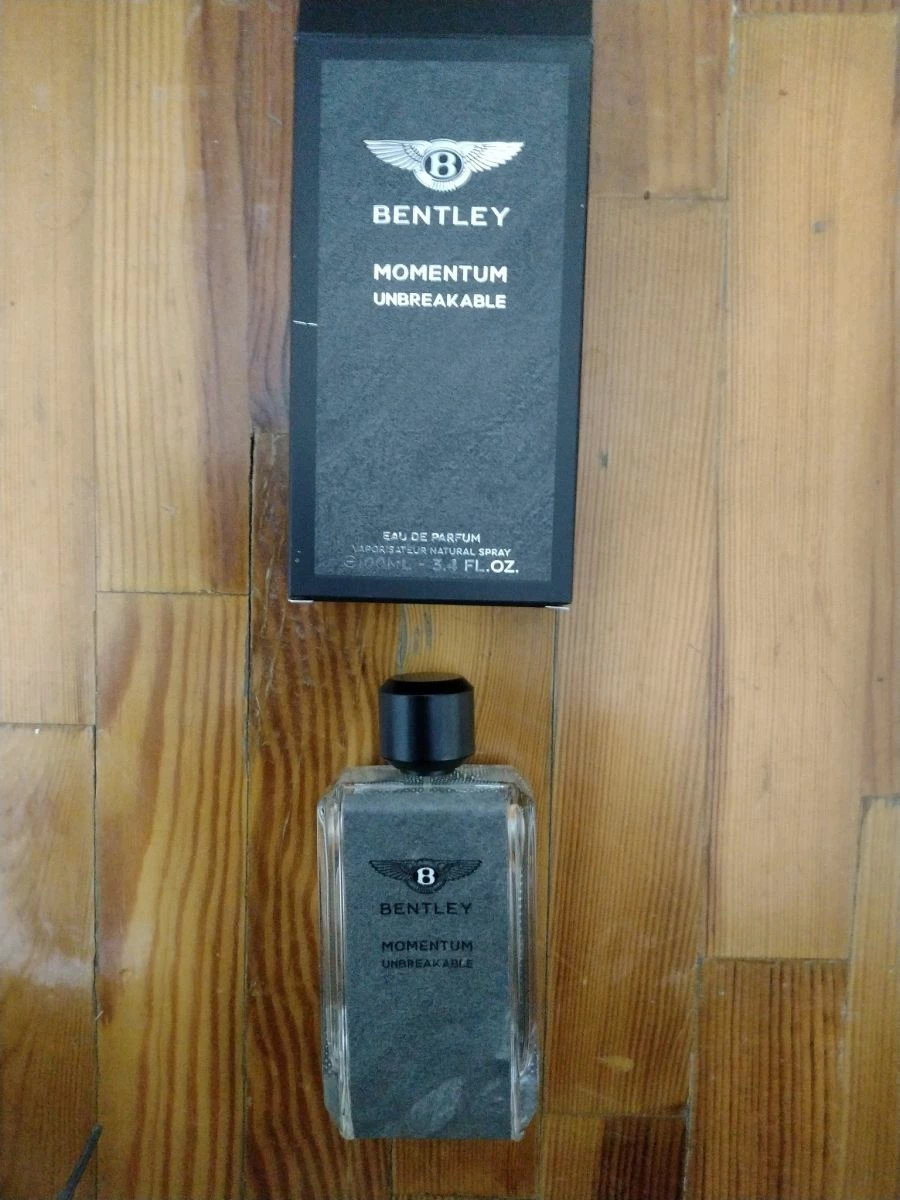 B
BENTLEY
MOMENTUM
UNBREAKABLE
EAU DE PARFUM
VAPORISATEUR NATURAL SPRAY
℮100ML - 3.4 FL.OZ.
B
BENTLEY
MOMENTUM
UNBREAKABLE